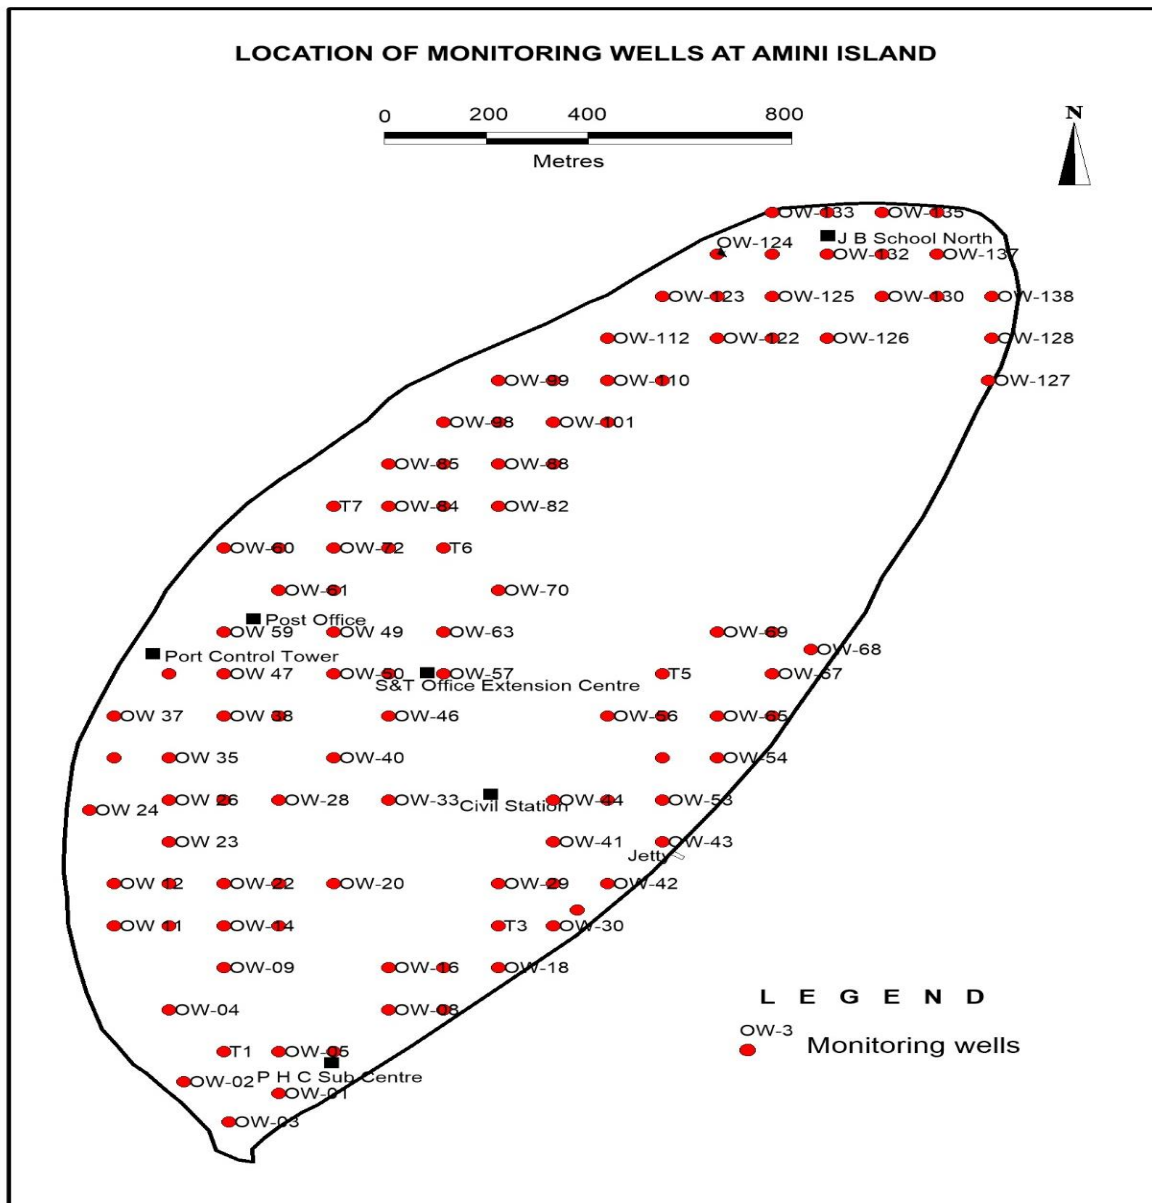 LOCATION OF MONITORING WELLS AT AMINI ISLAND
0 200 400 800
Metres
N
OW-133 OW-135
J B School North
OW-124
OW-132 OW-137
OW-123 OW-125 OW-130 OW-138
OW-112 OW-122 OW-126 OW-128
OW-99 OW-110 OW-127
OW-98 OW-101
OW-85 OW-88
T7 OW-84 OW-82
OW-60 OW-72 T6
OW-61 OW-70
Post Office
OW 59 OW 49 OW-63 OW-69
OW-68
Port Control Tower
OW 47 OW-50 OW-57 T5 OW-67
S&T Office Extension Centre
OW 37 OW-38 OW-46 OW-56 OW-65
OW 35 OW-40 OW-54
OW 26 OW-28 OW-33 OW-44 OW-53
Civil Station
OW 24
OW 23 OW-41 OW-43
Jetty
OW 12 OW-22 OW-20 OW-29 OW-42
OW 11 OW-14 T3 OW-30
OW-09 OW-16 OW-18
OW-04 OW-08
T1 OW-05
P H C Sub Centre
OW-02
OW-01
OW-03
LEGEND
OW-3
Monitoring wells